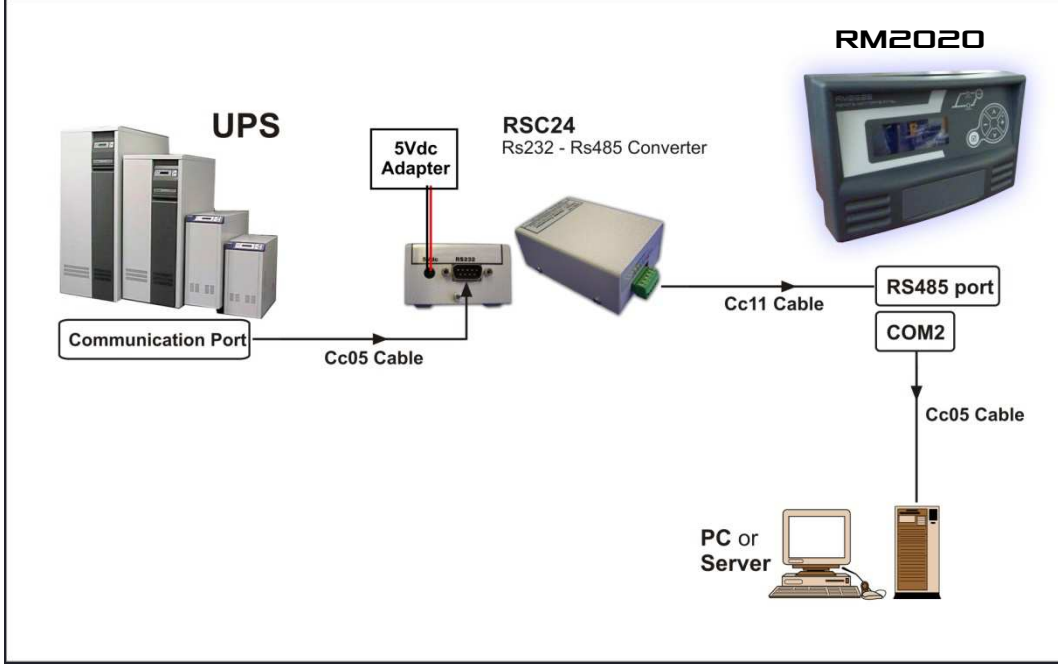 RM2020
UPS
RSC24
Rs232 - Rs485 Converter
5Vdc
Adapter
RS232
Cc11 Cable
RS485 port
COM2
Communication Port
Cc05 Cable
Cc05 Cable
PC or
Server